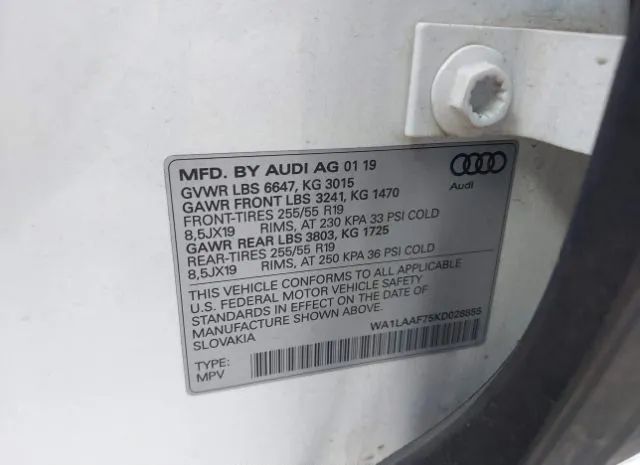 MFD. BY AUDI AG 01 19
GVWR LBS 6647, KG 3015
GAWR FRONT LBS 3241, KG 1470
FRONT-TIRES 255/55 R19
8,5JX19 RIMS, AT 230 KPA 33 PSI COLD
GAWR REAR LBS 3803, KG 1725
REAR-TIRES 255/55 R19
8,5JX19 RIMS, AT 250 KPA 36 PSI COLD
Audi
THIS VEHICLE CONFORMS TO ALL APPLICABLE
U.S. FEDERAL MOTOR VEHICLE SAFETY
STANDARDS IN EFFECT ON THE DATE OF
MANUFACTURE SHOWN ABOVE.
SLOVAKIA
TYPE:
MPV